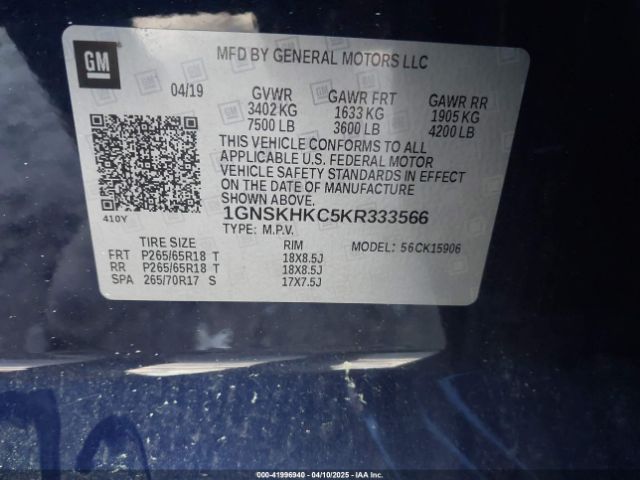 GM
MFD BY GENERAL MOTORS LLC
04/19
GVWR GAWR FRT GAWR RR
3402 KG 1633 KG 1905 KG
7500 LB 3600 LB 4200 LB
THIS VEHICLE CONFORMS TO ALL
APPLICABLE U.S. FEDERAL MOTOR
VEHICLE SAFETY STANDARDS IN EFFECT
ON THE DATE OF MANUFACTURE
SHOWN ABOVE.
1GNSKHKC5KR333566
410Y
TYPE: M.P.V.
MODEL: 56CK15906
TIRE SIZE RIM
FRT P265/65R18 T 18X8.5J
RR P265/65R18 T 18X8.5J
SPA 265/70R17 S 17X7.5J
000-41996940 - 04/10/2025 - IAA